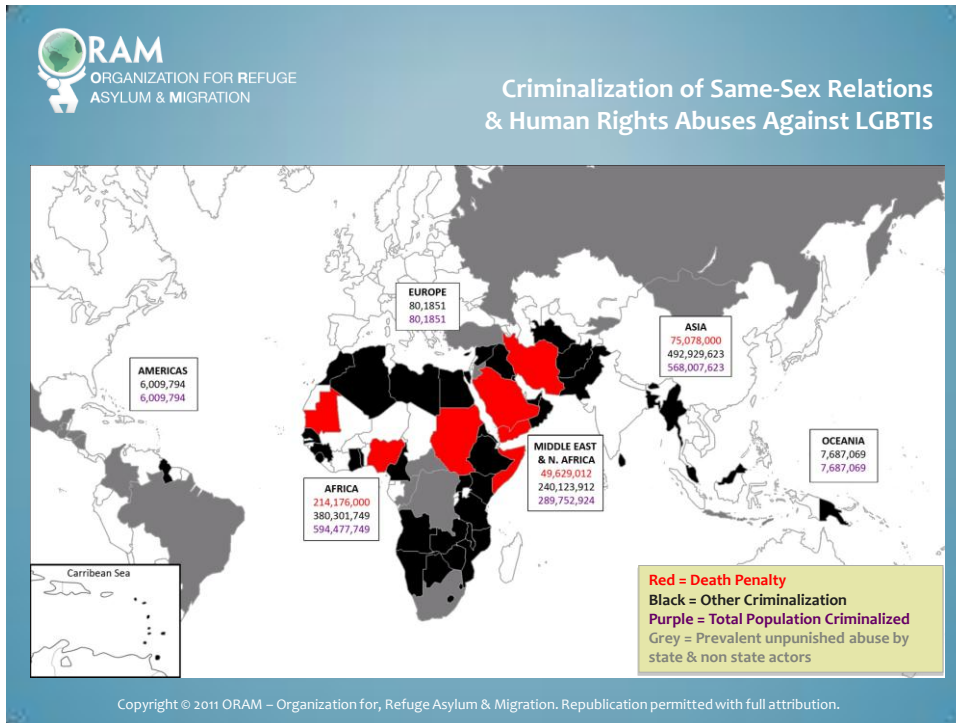 ORAM
ORGANIZATION FOR REFUGE
ASYLUM & MIGRATION
Criminalization of Same-Sex Relations
& Human Rights Abuses Against LGBTIs
EUROPE
80,1851
80,1851
ASIA
75,078,000
492,929,623
568,007,623
AMERICAS
6,009,794
6,009,794
OCEANIA
7,687,069
7,687,069
MIDDLE EAST
& N. AFRICA
49,629,012
240,123,912
289,752,924
AFRICA
214,176,000
380,301,749
594,477,749
Carribean Sea
Red = Death Penalty
Black = Other Criminalization
Purple = Total Population Criminalized
Grey = Prevalent unpunished abuse by
state & non state actors
Copyright © 2011 ORAM – Organization for, Refuge Asylum & Migration. Republication permitted with full attribution.